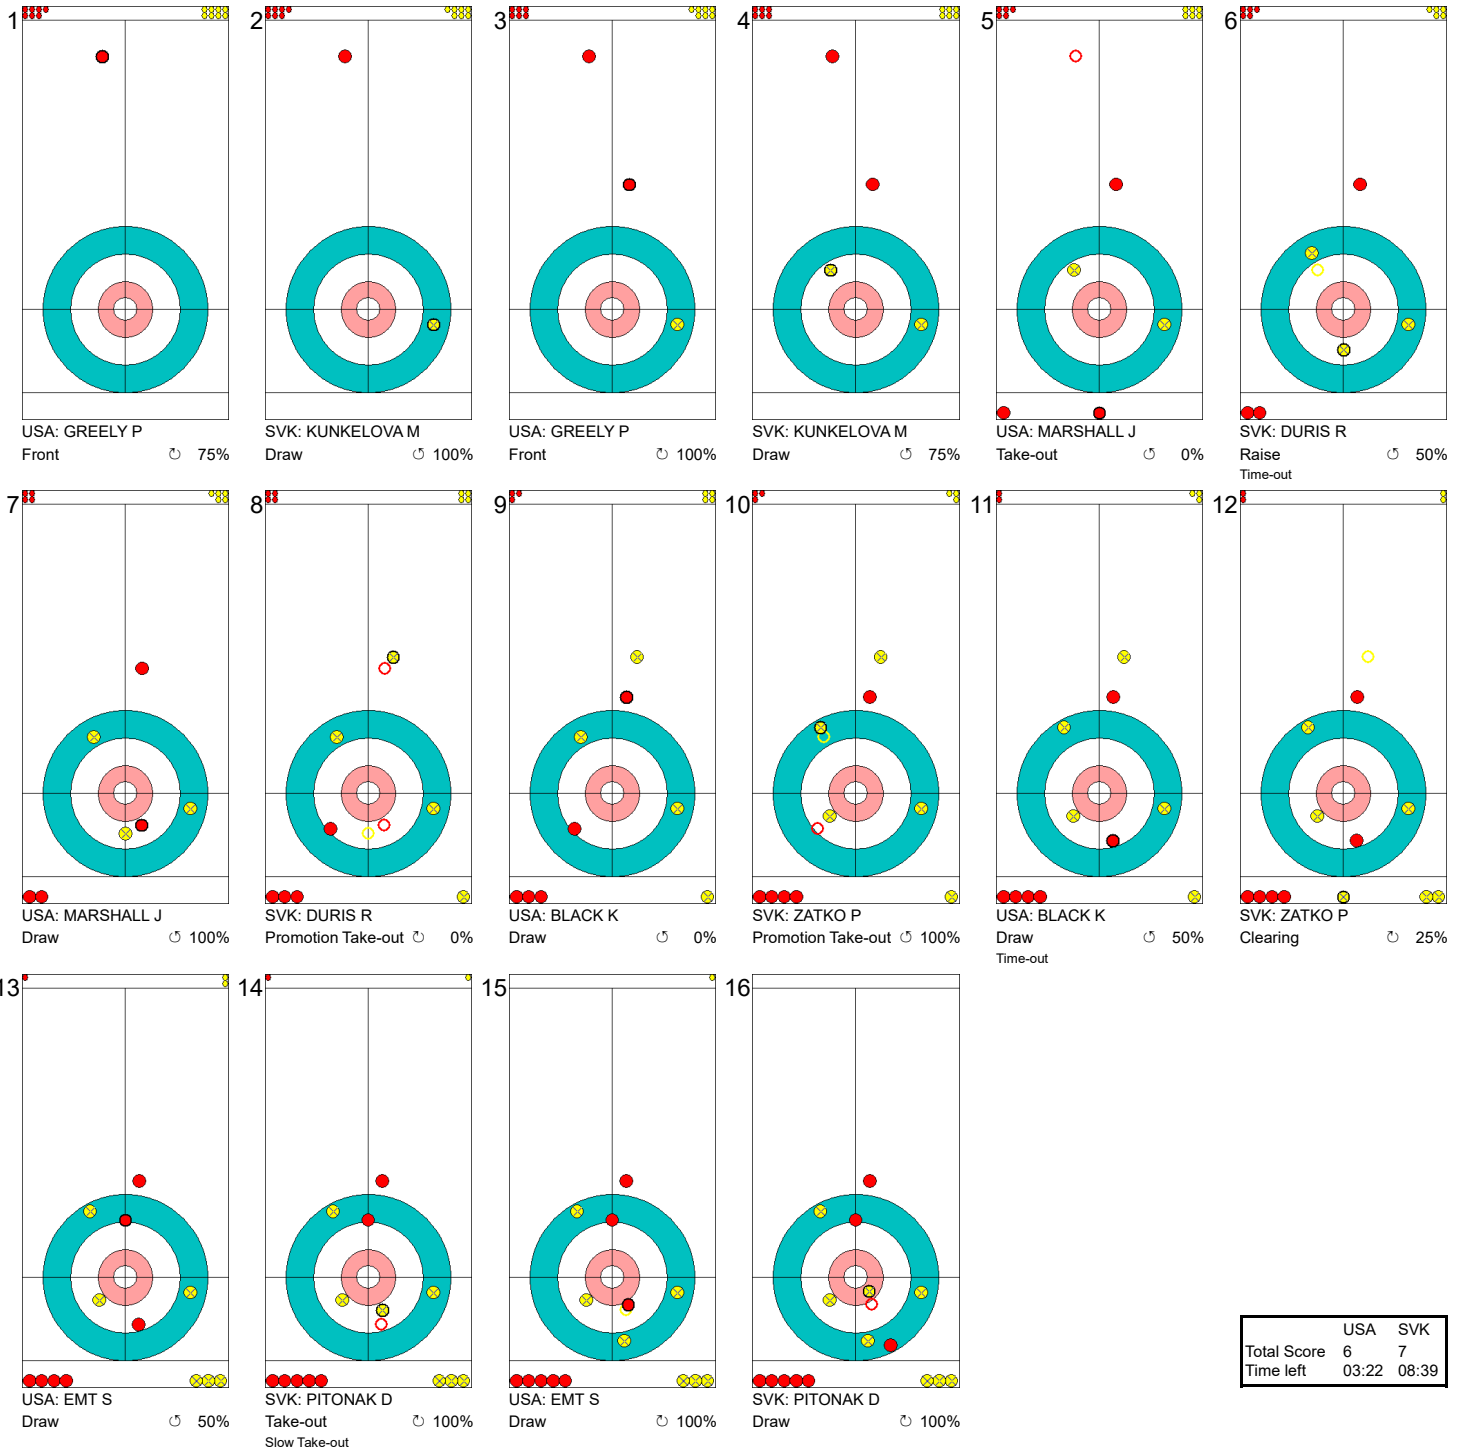 1 2 3 4 5 6
USA: GREELY P SVK: KUNKELOVA M USA: GREELY P SVK: KUNKELOVA M USA: MARSHALL J SVK: DURIS R
Front ↻ 75% Draw ↺ 100% Front ↻ 100% Draw ↺ 75% Take-out ↺ 0% Raise ↺ 50%
Time-out
7 8 9 10 11 12
USA: MARSHALL J SVK: DURIS R USA: BLACK K SVK: ZATKO P USA: BLACK K SVK: ZATKO P
Draw ↺ 100% Promotion Take-out ↻ 0% Draw ↺ 0% Promotion Take-out ↺ 100% Draw ↺ 50% Clearing ↻ 25%
Time-out
13 14 15 16
USA: EMT S SVK: PITONAK D USA: EMT S SVK: PITONAK D
Draw ↺ 50% Take-out ↻ 100% Draw ↻ 100% Draw ↺ 100%
Slow Take-out
USA SVK
Total Score 6 7
Time left 03:22 08:39